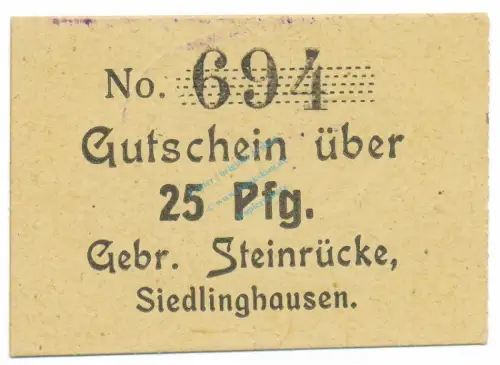 No. 694
Gutschein über
25 Pfg.
Gebr. Steinrücke,
Siedlinghausen.